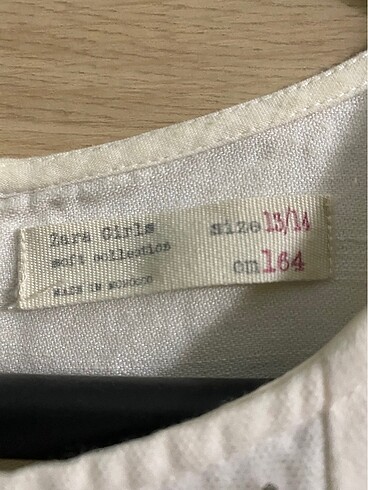 Zara Girls
soft collection
MADE IN MOROCCO
size 13/14
cm 164